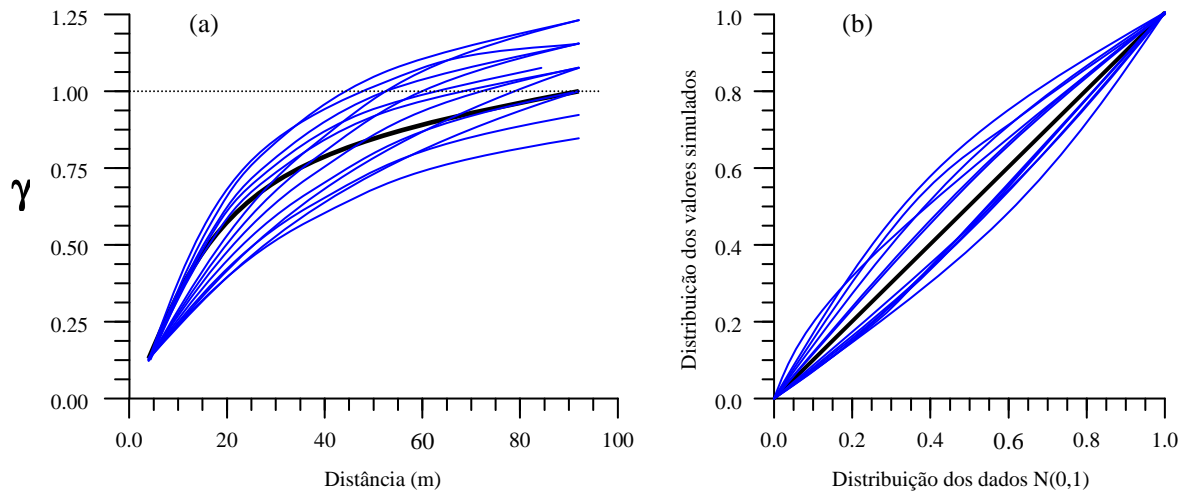 (a)
1.25
1.00
0.75
0.50
0.25
0.00
γ
0.0 20 40 60 80 100
Distância (m)
(b)
1.0
0.8
0.6
0.4
0.2
0.0
Distribuição dos valores simulados
0.0 0.2 0.4 0.6 0.8 1.0
Distribuição dos dados N(0,1)